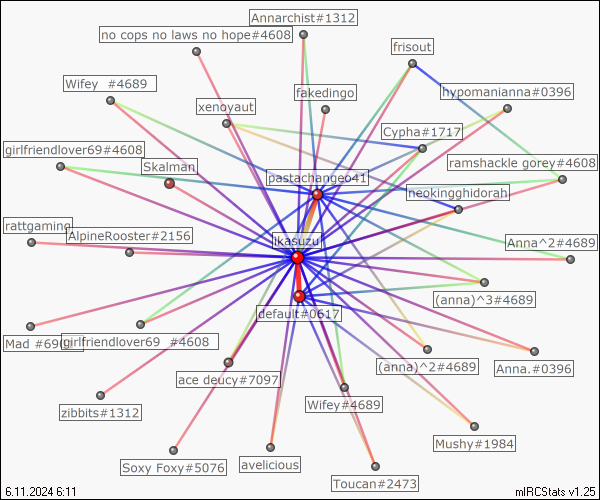 Annarchist#1312
no cops no laws no hope#4608
frisout
Wifey #4689
fakedingo
hypomanianna#0396
xenoyaut
Cypha#1717
girlfriendlover69#4608
Skalman
ramshackle gorey#4608
pastachangeo41
neokingghidorah
rattgaming
AlpineRooster#2156
ikasuzu
Anna^2#4689
(anna)^3#4689
default#0617
Mad #690
girlfriendlover69 #4608
ace deucy#7097
(anna)^2#4689
Anna.#0396
zibbits#1312
Wifey#4689
Mushy#1984
Soxy Foxy#5076
avelicious
Toucan#2473
6.11.2024 6:11
mIRCStats v1.25